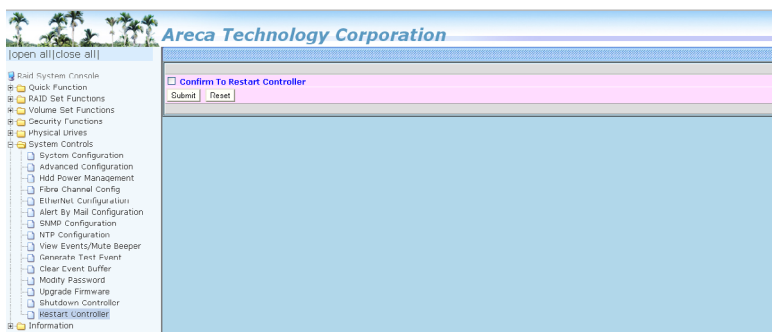 Areca Technology Corporation
|open all|close all|
Raid System Console
Quick Function
RAID Set Functions
Volume Set Functions
Security Functions
Physical Drives
System Controls
System Configuration
Advanced Configuration
Hdd Power Management
Fibre Channel Config
EtherNet Configuration
Alert By Mail Configuration
SNMP Configuration
NTP Configuration
View Events/Mute Beeper
Generate Test Event
Clear Event Buffer
Modify Password
Upgrade Firmware
Shutdown Controller
Restart Controller
Information
Confirm To Restart Controller
Submit Reset